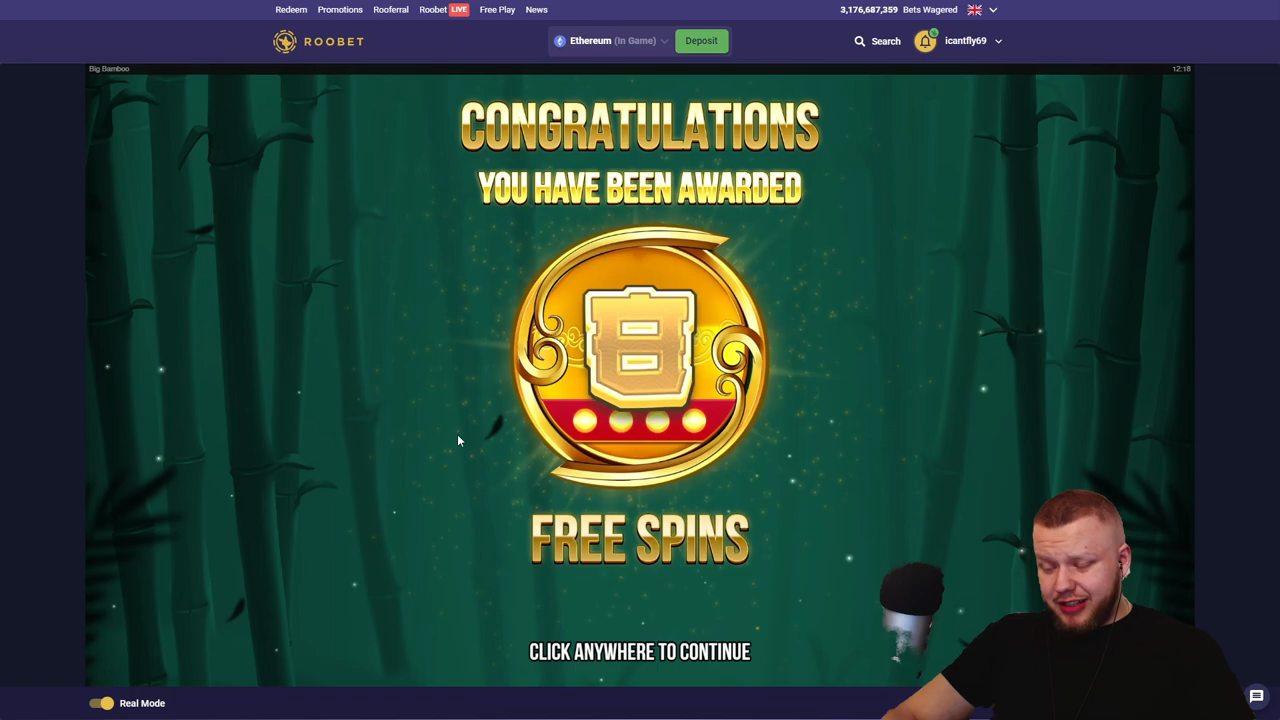 Redeem Promotions Rooferral Roobet LIVE Free Play News 3,176,687,359 Bets Wagered
ROOBET Ethereum (In Game) Deposit Search icantfly69
Big Bamboo 12:18
CONGRATULATIONS
YOU HAVE BEEN AWARDED
8
FREE SPINS
CLICK ANYWHERE TO CONTINUE
Real Mode